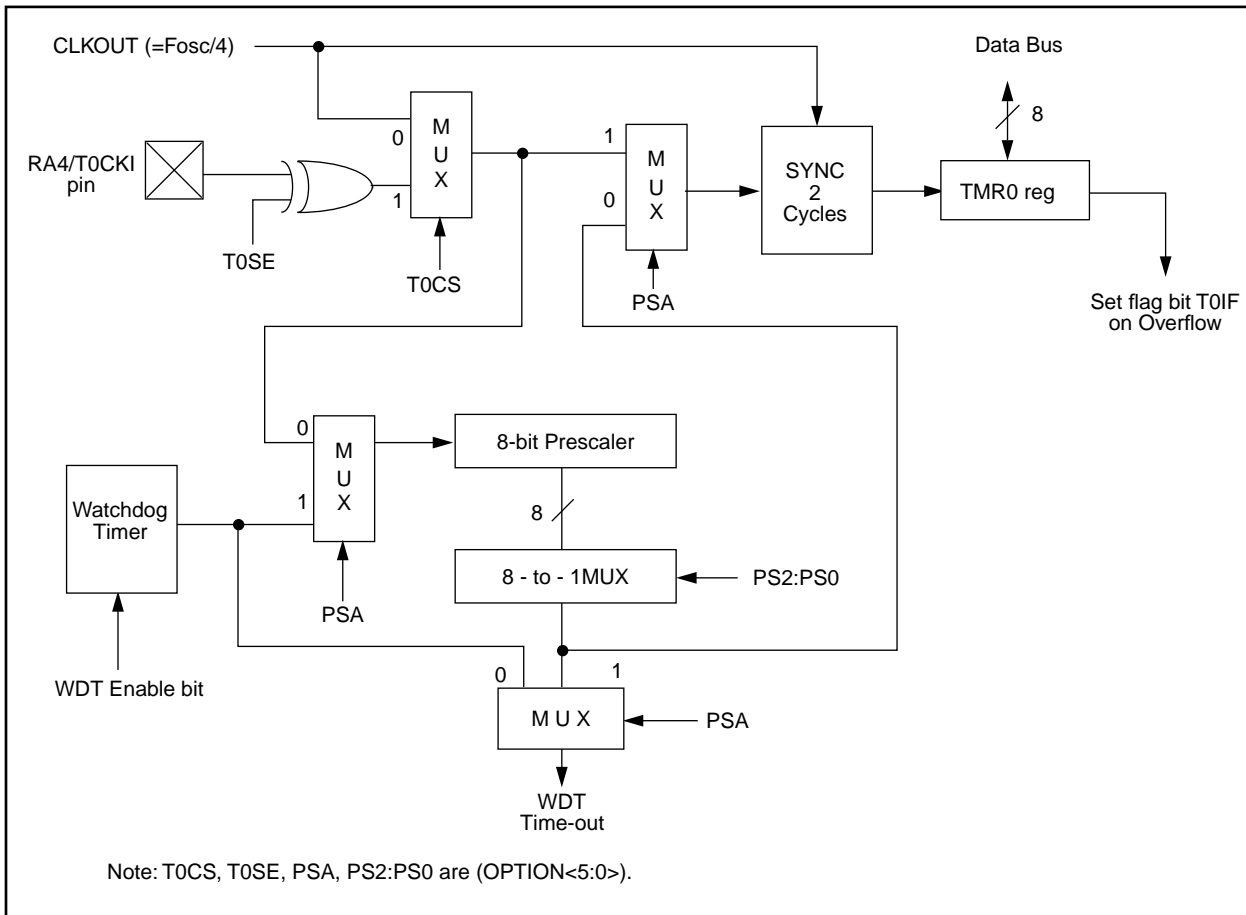 CLKOUT (=Fosc/4)
Data Bus
8
RA4/T0CKI
pin
T0SE
0
1
M
U
X
T0CS
1
0
M
U
X
PSA
SYNC
2
Cycles
TMR0 reg
Set flag bit T0IF
on Overflow
0
1
M
U
X
PSA
8-bit Prescaler
8
8 - to - 1MUX
PS2:PS0
Watchdog
Timer
WDT Enable bit
0
1
M U X
PSA
WDT
Time-out
Note: T0CS, T0SE, PSA, PS2:PS0 are (OPTION<5:0>).